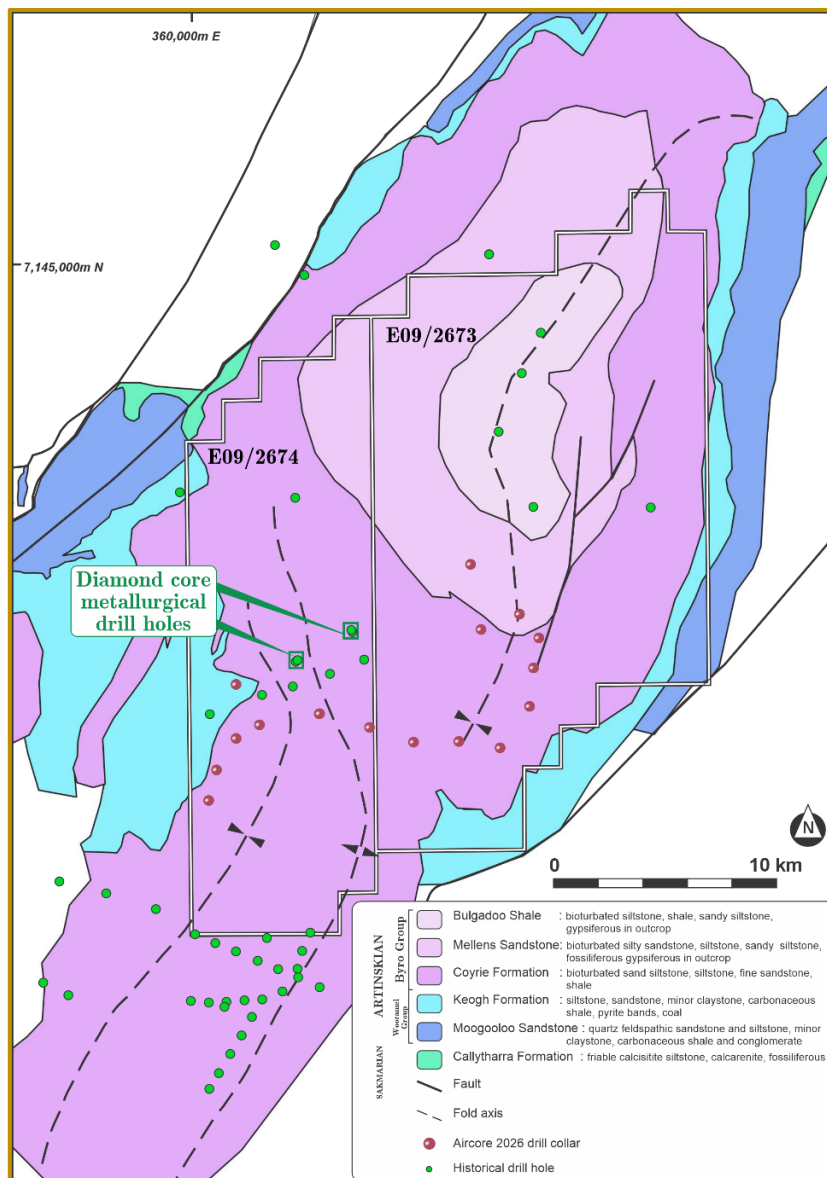 360,000m E
7,145,000m N
E09/2673
E09/2674
Diamond core
metallurgical
drill holes
N
0 10 km
ARTINSKIAN
Byro Group
Bulgadoo Shale : bioturbated siltstone, shale, sandy siltstone,
gypsiferous in outcrop
Mellens Sandstone: bioturbated silty sandstone, siltstone, sandy siltstone,
fossiliferous gypsiferous in outcrop
Coyrie Formation : bioturbated sand siltstone, siltstone, fine sandstone,
shale
Wooramel
Group
Keogh Formation : siltstone, sandstone, minor claystone, carbonaceous
shale, pyrite bands, coal
Moogooloo Sandstone : quartz feldspathic sandstone and siltstone, minor
claystone, carbonaceous shale and conglomerate
SAKMARIAN
Callytharra Formation : friable calcisitite siltstone, calcarenite, fossiliferous
Fault
Fold axis
Aircore 2026 drill collar
Historical drill hole